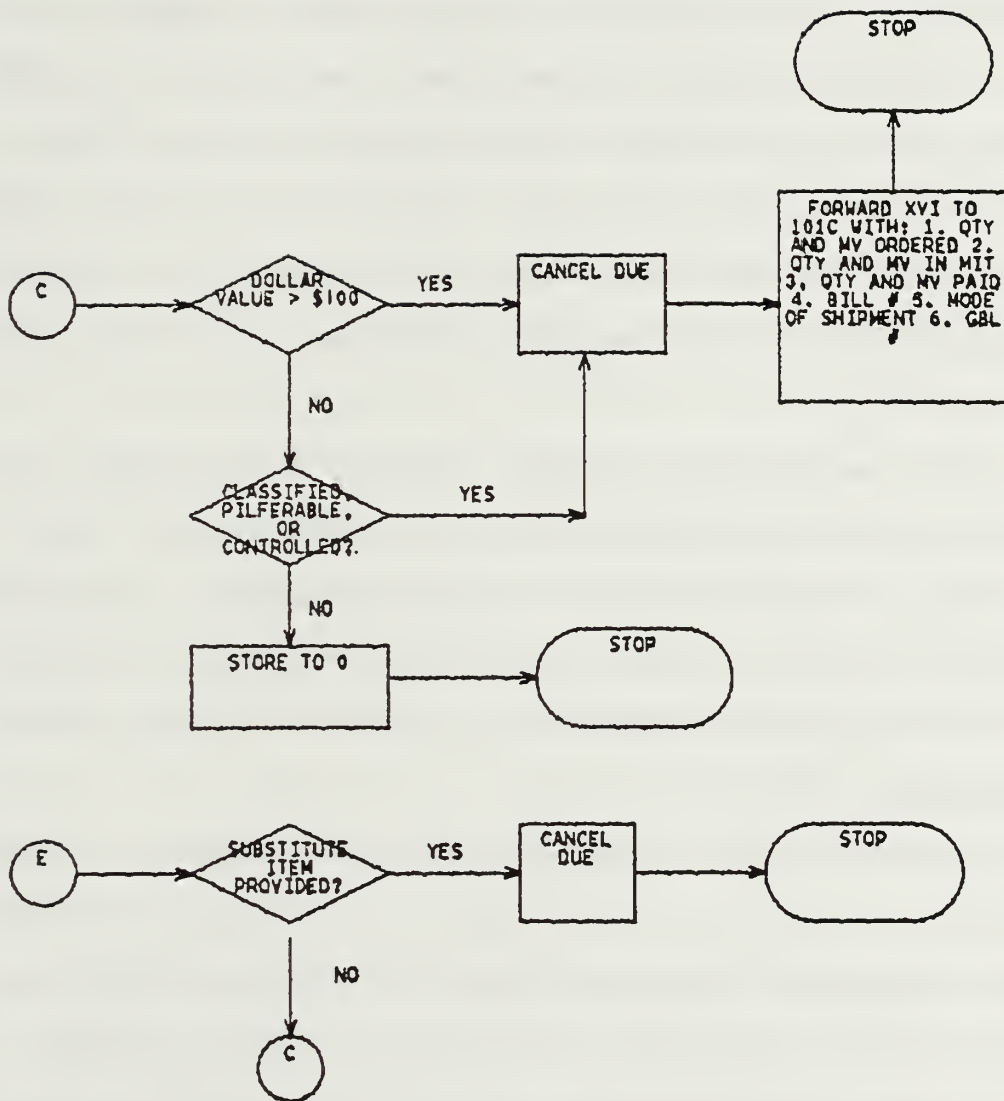 STOP
FORWARD XVI TO
101C WITH: 1. QTY
AND MV ORDERED 2.
QTY AND MV IN MIT
3. QTY AND MV PAID
4. BILL # 5. MODE
OF SHIPMENT 6. GBL
#
C
DOLLAR
VALUE > $100
YES
CANCEL DUE
NO
CLASSIFIED,
PILFERABLE,
OR
CONTROLLED?.
YES
NO
STORE TO 0
STOP
E
SUBSTITUTE
ITEM
PROVIDED?
YES
CANCEL
DUE
STOP
NO
C